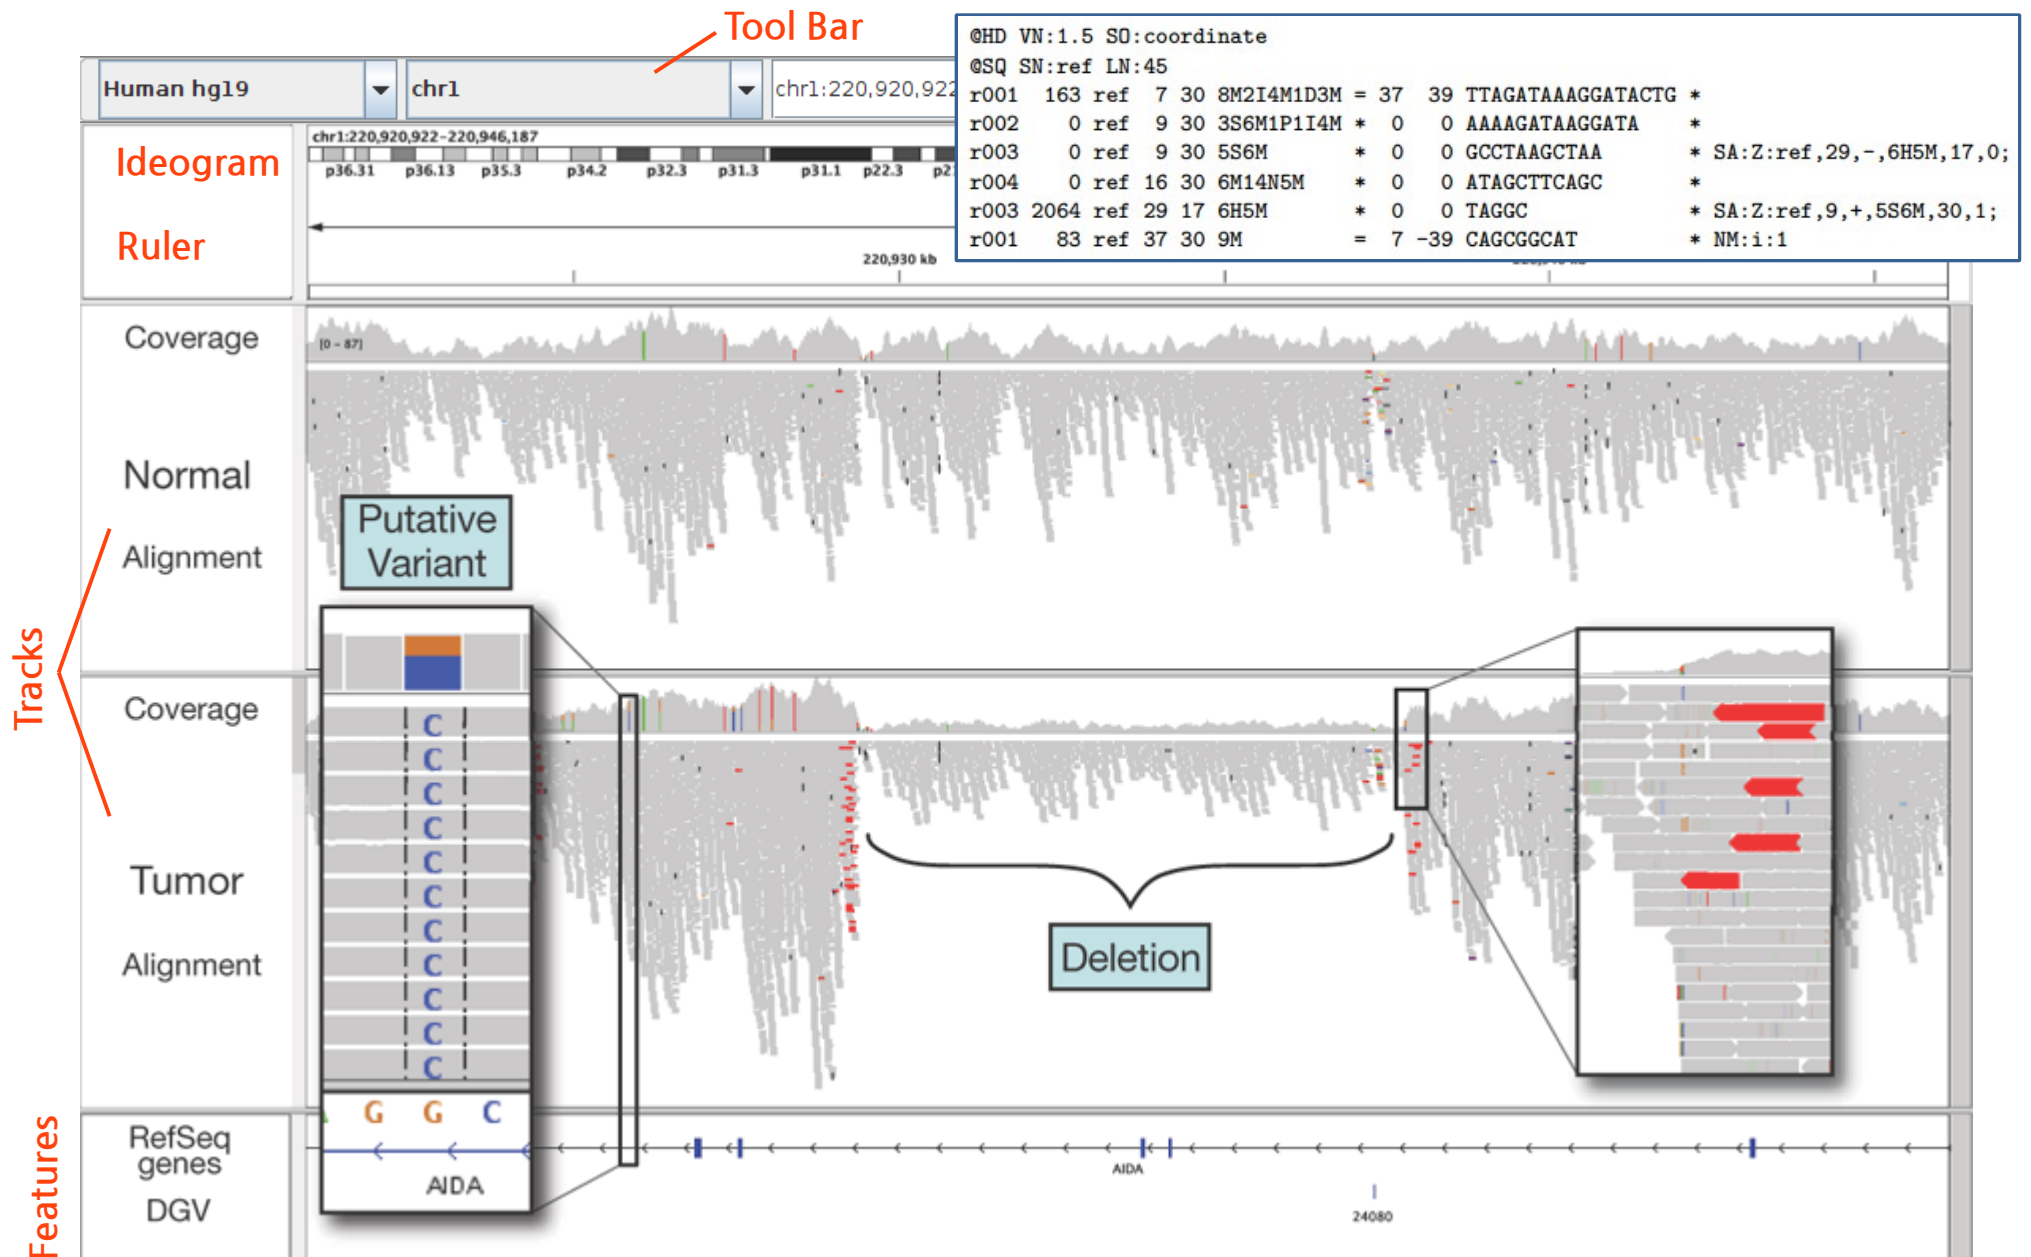 Tool Bar
Human hg19
chr1
chr1:220,920,922
@HD VN:1.5 SO:coordinate
@SQ SN:ref LN:45
r001 163 ref 7 30 8M2I4M1D3M = 37 39 TTAGATAAAGGATACTG *
r002 0 ref 9 30 3S6M1P1I4M * 0 0 AAAAGATAAGGATA *
r003 0 ref 9 30 5S6M * 0 0 GCCTAAGCTAA * SA:Z:ref,29,-,6H5M,17,0;
r004 0 ref 16 30 6M14N5M * 0 0 ATAGCTTCAGC *
r003 2064 ref 29 17 6H5M * 0 0 TAGGC * SA:Z:ref,9,+,5S6M,30,1;
r001 83 ref 37 30 9M = 7 -39 CAGCGGCAT * NM:i:1
chr1:220,920,922-220,946,187
Ideogram
p36.31 p36.13 p35.3 p34.2 p32.3 p31.3 p31.1 p22.3
Ruler
220,930 kb
Coverage
[0 - 87]
Normal
Alignment
Putative
Variant
Tracks
Coverage
Tumor
Alignment
C
C
C
C
C
C
C
C
C
C
C
G G C
AIDA
Deletion
Features
RefSeq
genes
AIDA
DGV
24080